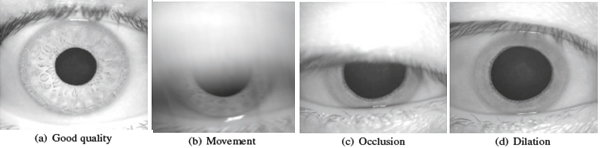 (a) Good quality
(b) Movement
(c) Occlusion
(d) Dilation